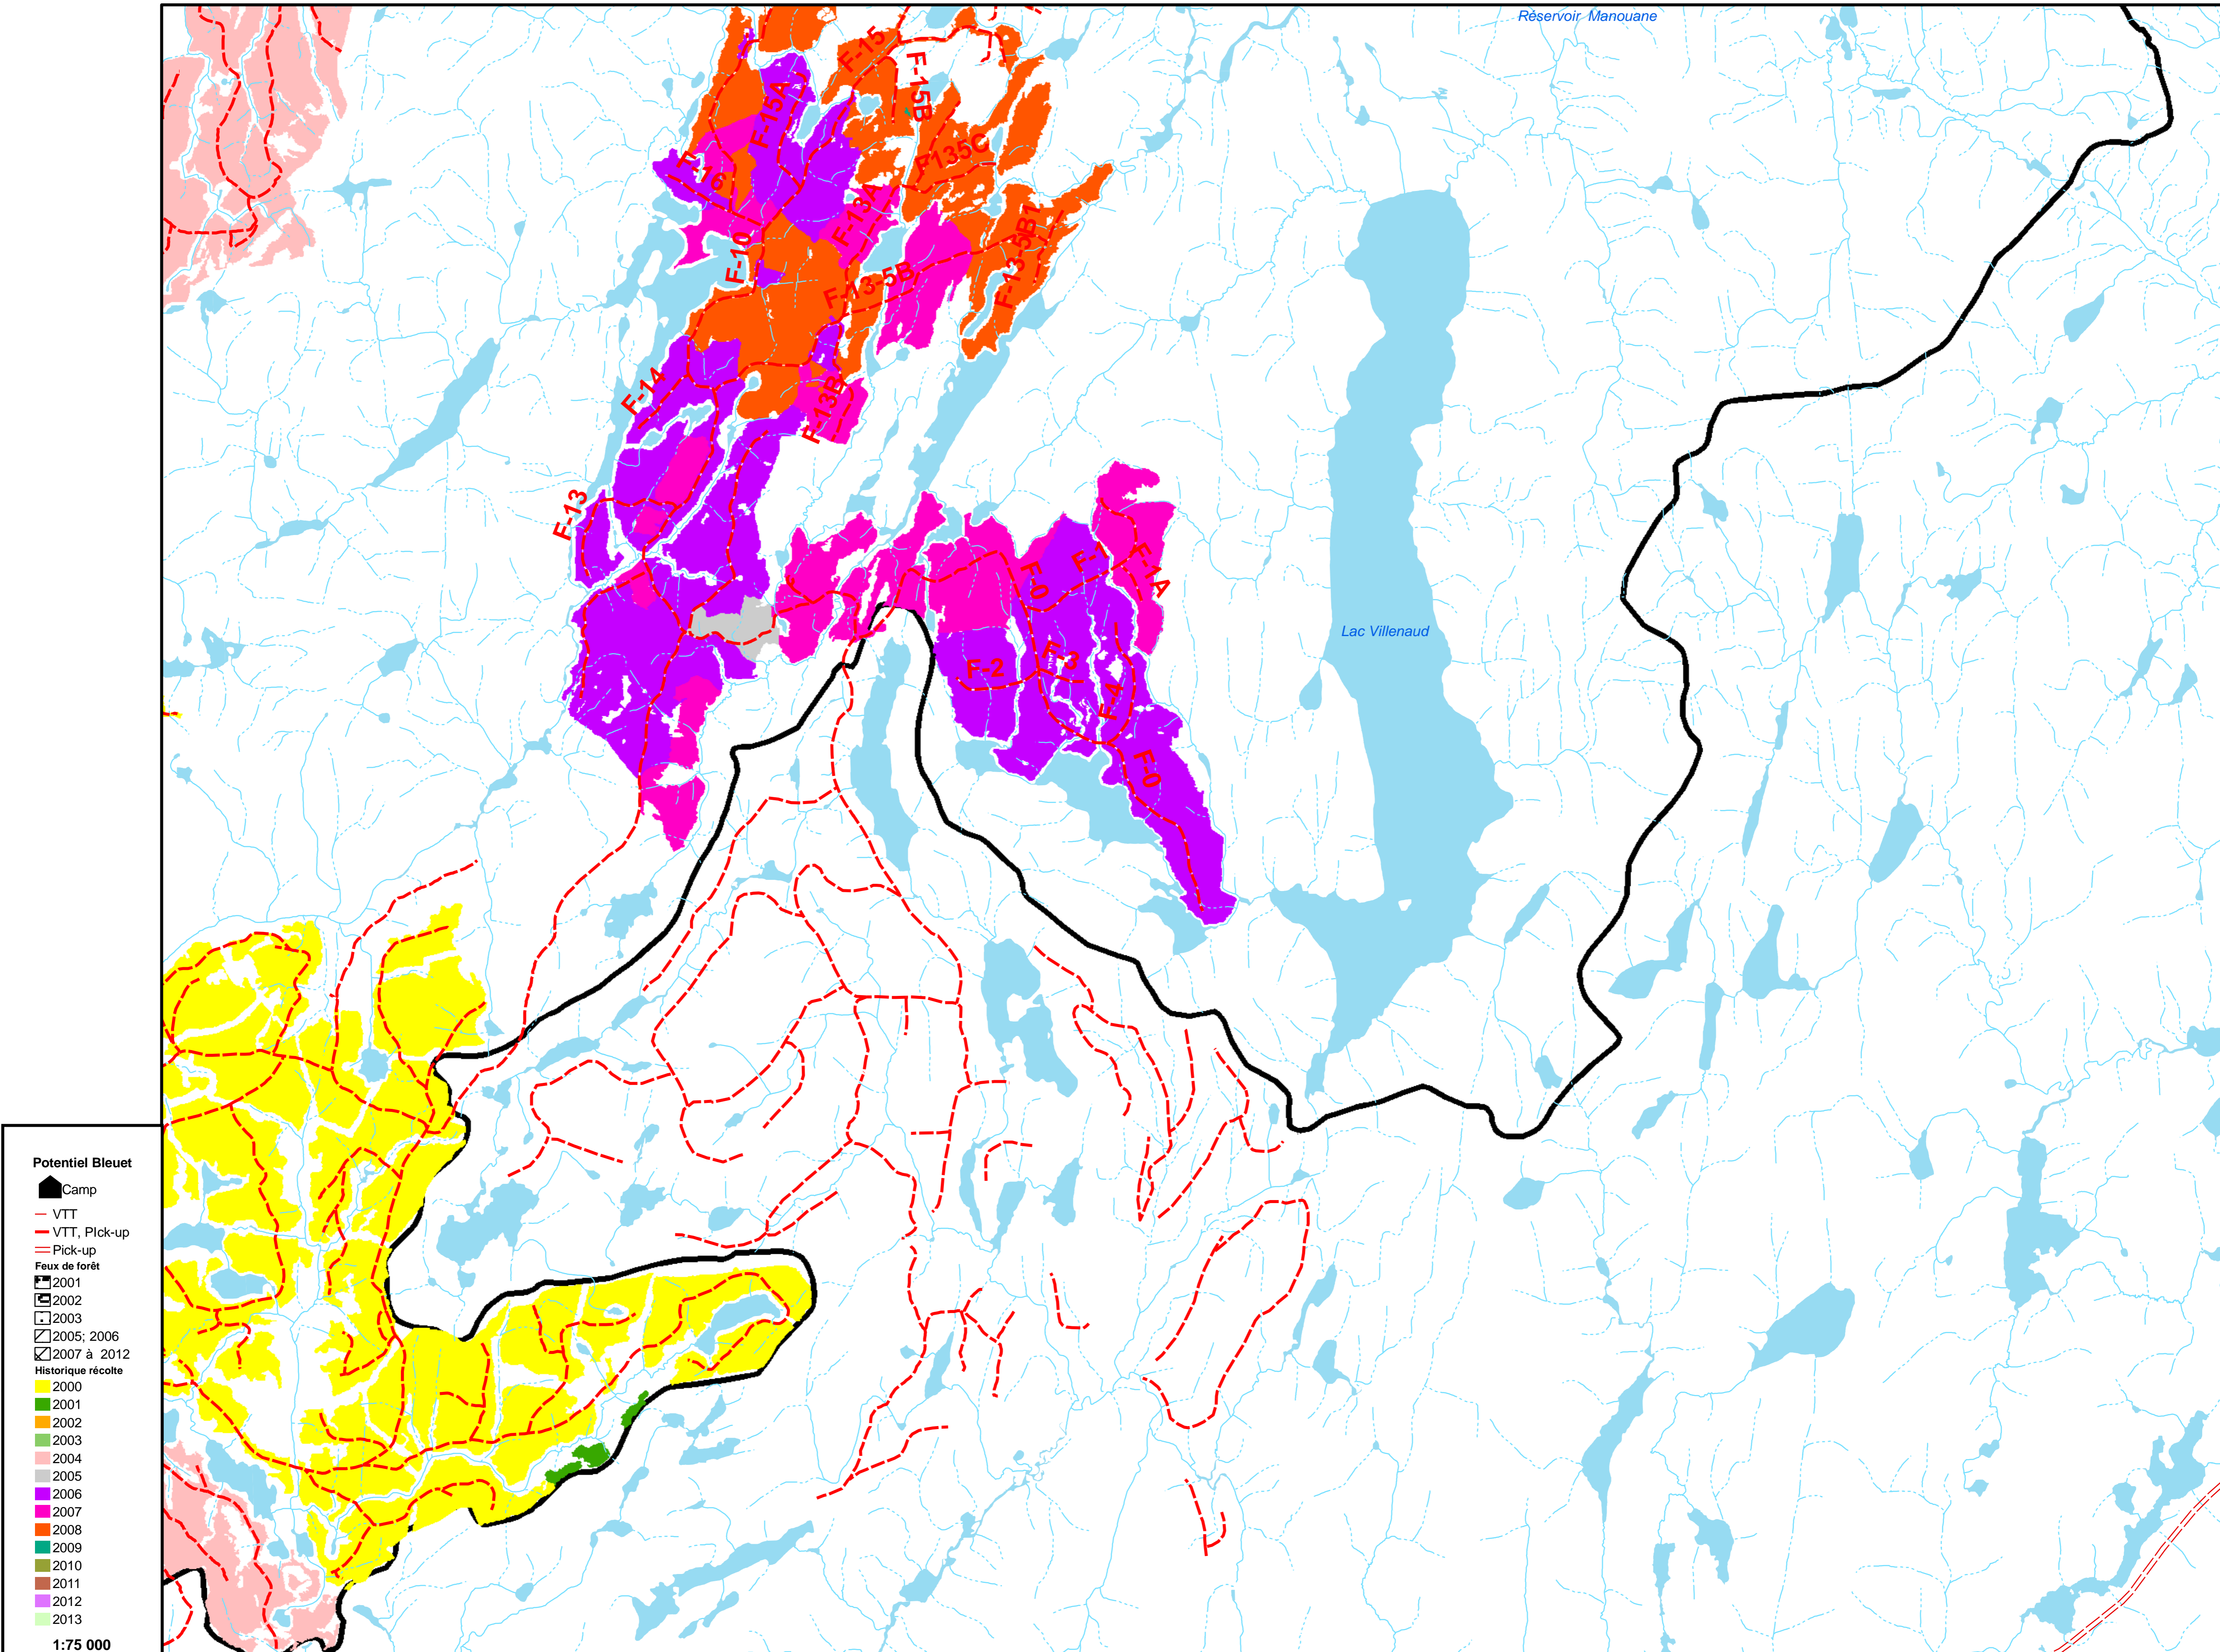 Réservoir Manouane
F-15
F-15B
F-15A
F135C
F-16
F-13A
F-10
F-135B1
F-13-5B
F-14
F-13B
F-13
F-1
F-1A
F-0
Lac Villenaud
F-2
F-3
F-4
F-0
Potentiel Bleuet
Camp
VTT
VTT, PIck-up
Pick-up
Feux de forêt
2001
2002
2003
2005; 2006
2007 à 2012
Historique récolte
2000
2001
2002
2003
2004
2005
2006
2007
2008
2009
2010
2011
2012
2013
1:75 000